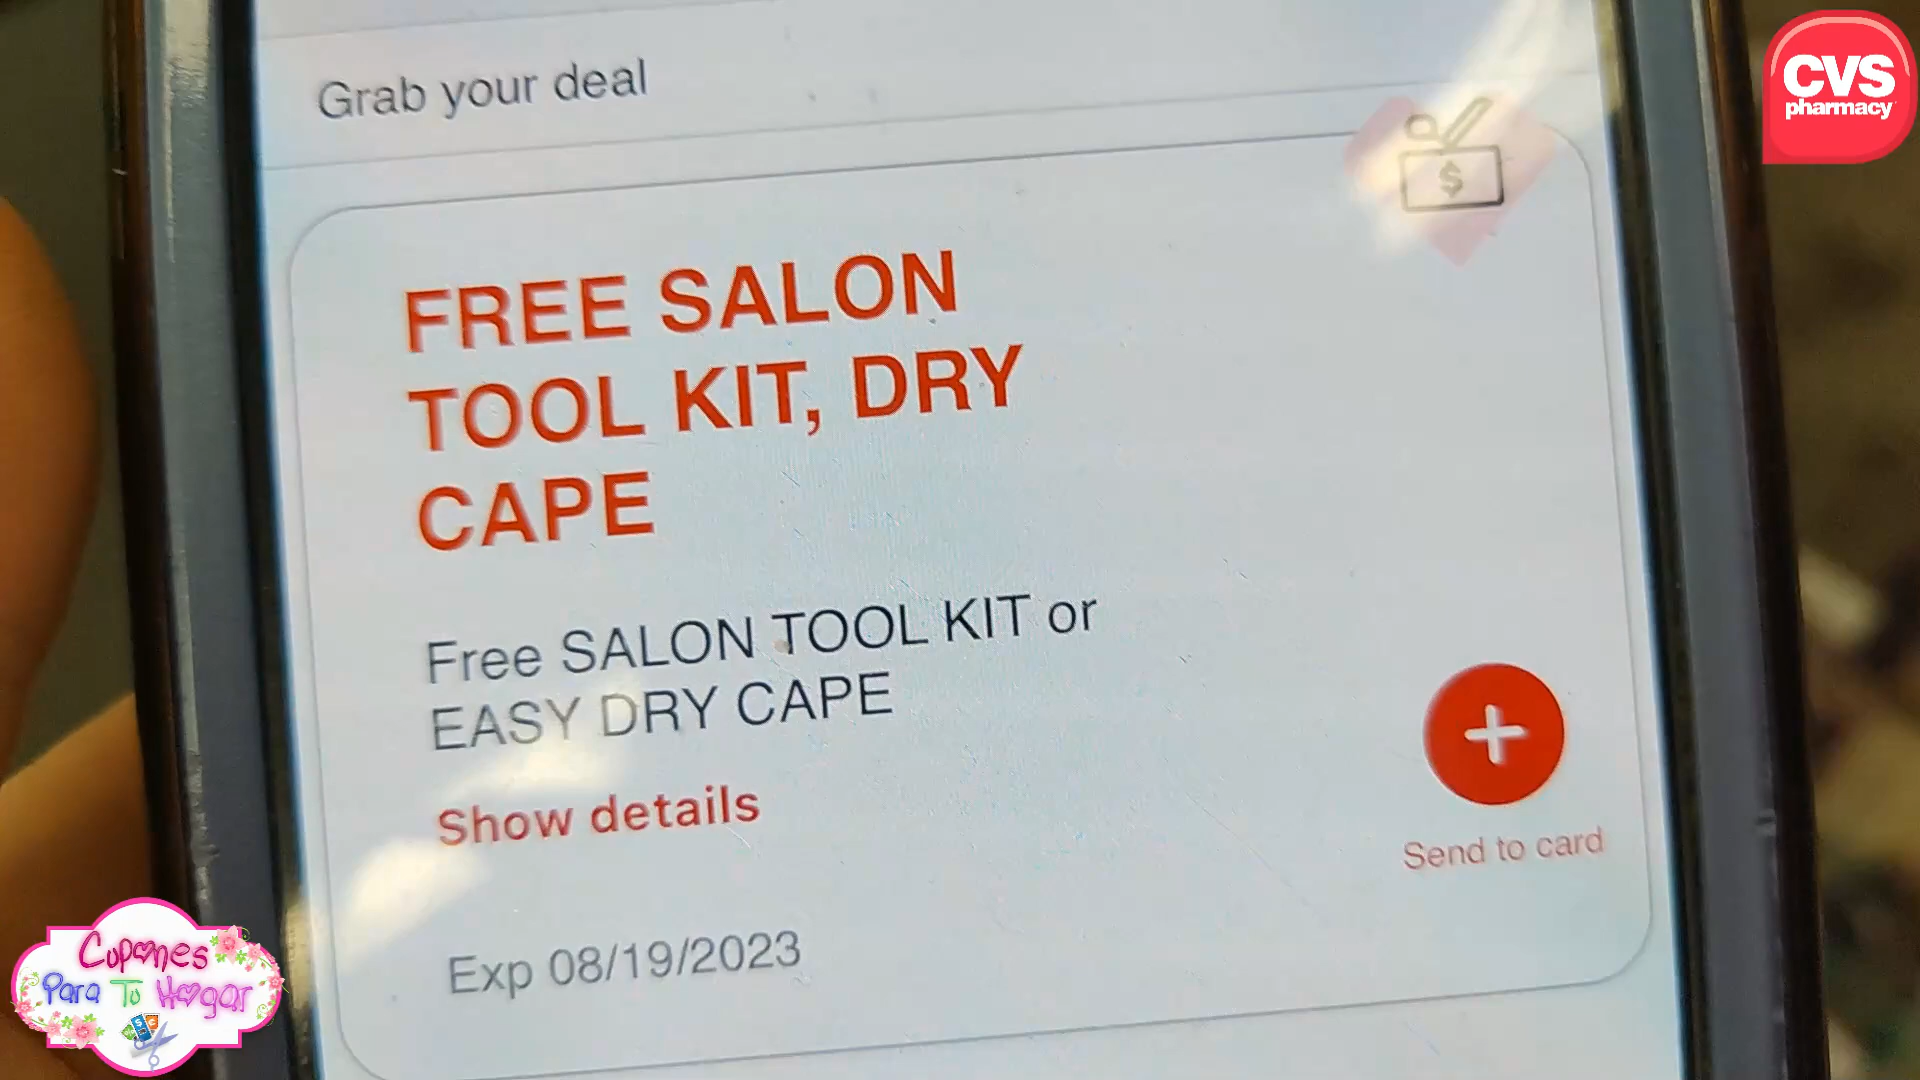 Grab your deal
CVS
pharmacy
$
FREE SALON
TOOL KIT, DRY
CAPE
Free SALON TOOL KIT or
EASY DRY CAPE
Show details
Send to card
Exp 08/19/2023
Cupones
Para Tu Hogar